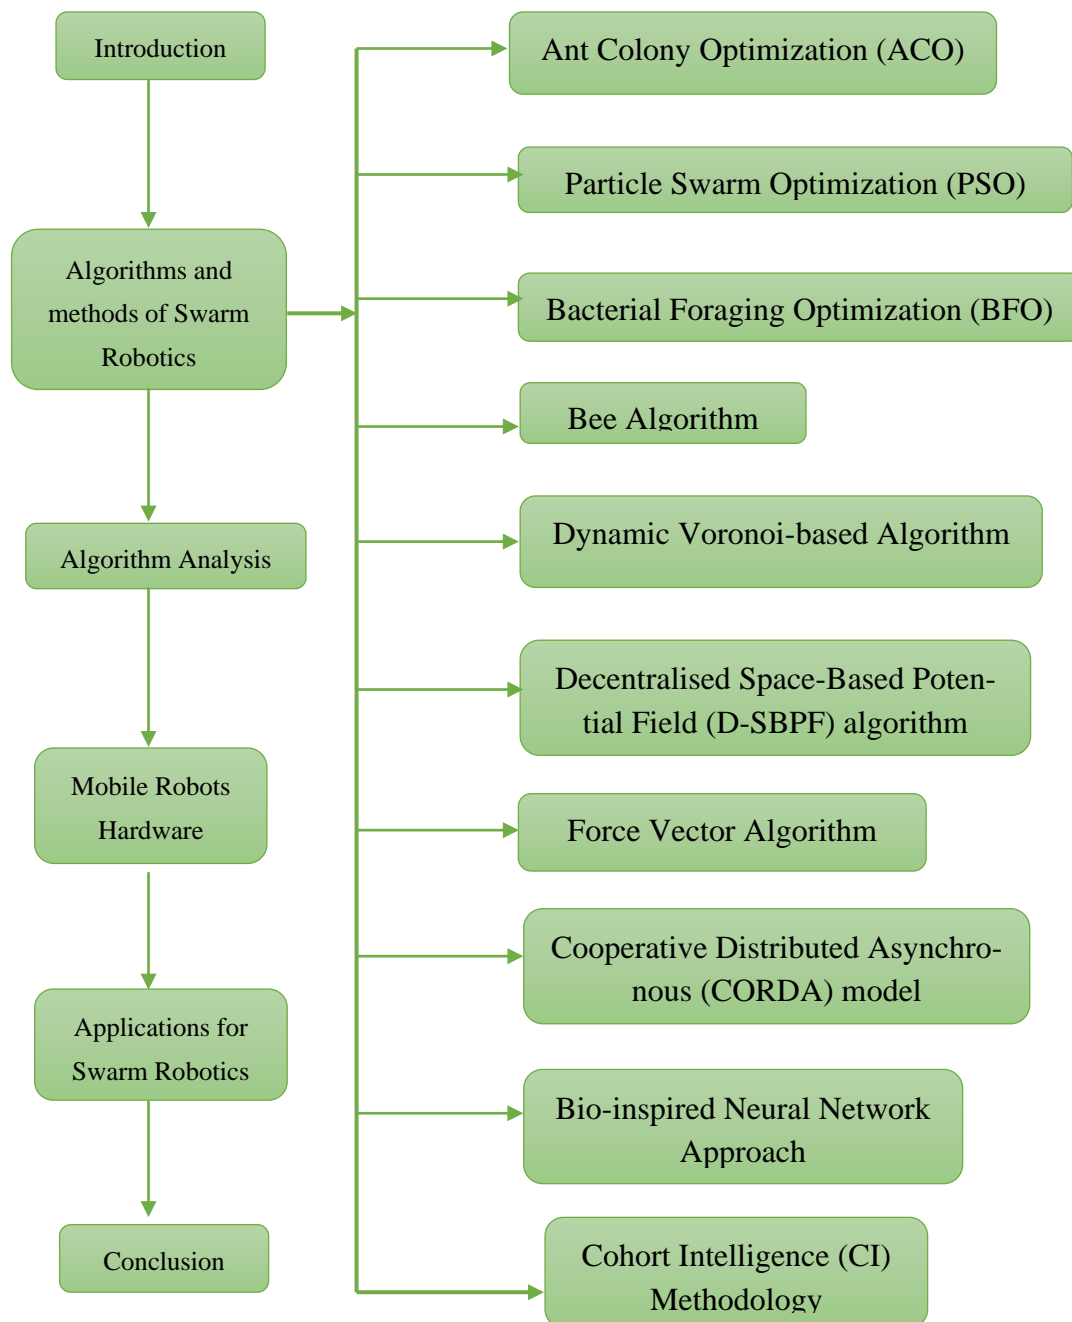 Introduction
Algorithms and
methods of Swarm
Robotics
Algorithm Analysis
Mobile Robots
Hardware
Applications for
Swarm Robotics
Conclusion
Ant Colony Optimization (ACO)
Particle Swarm Optimization (PSO)
Bacterial Foraging Optimization (BFO)
Bee Algorithm
Dynamic Voronoi-based Algorithm
Decentralised Space-Based Poten-
tial Field (D-SBPF) algorithm
Force Vector Algorithm
Cooperative Distributed Asynchro-
nous (CORDA) model
Bio-inspired Neural Network
Approach
Cohort Intelligence (CI)
Methodology